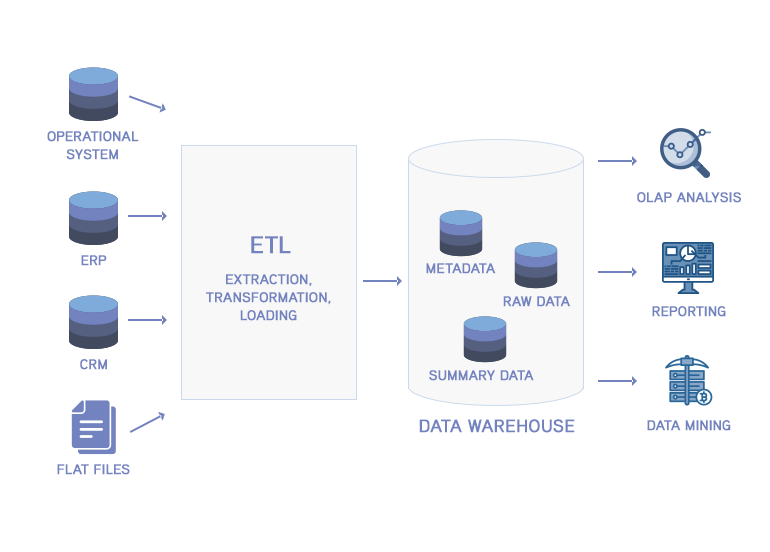 OPERATIONAL
SYSTEM
ERP
CRM
FLAT FILES
ETL
EXTRACTION,
TRANSFORMATION,
LOADING
METADATA
RAW DATA
SUMMARY DATA
DATA WAREHOUSE
OLAP ANALYSIS
REPORTING
DATA MINING